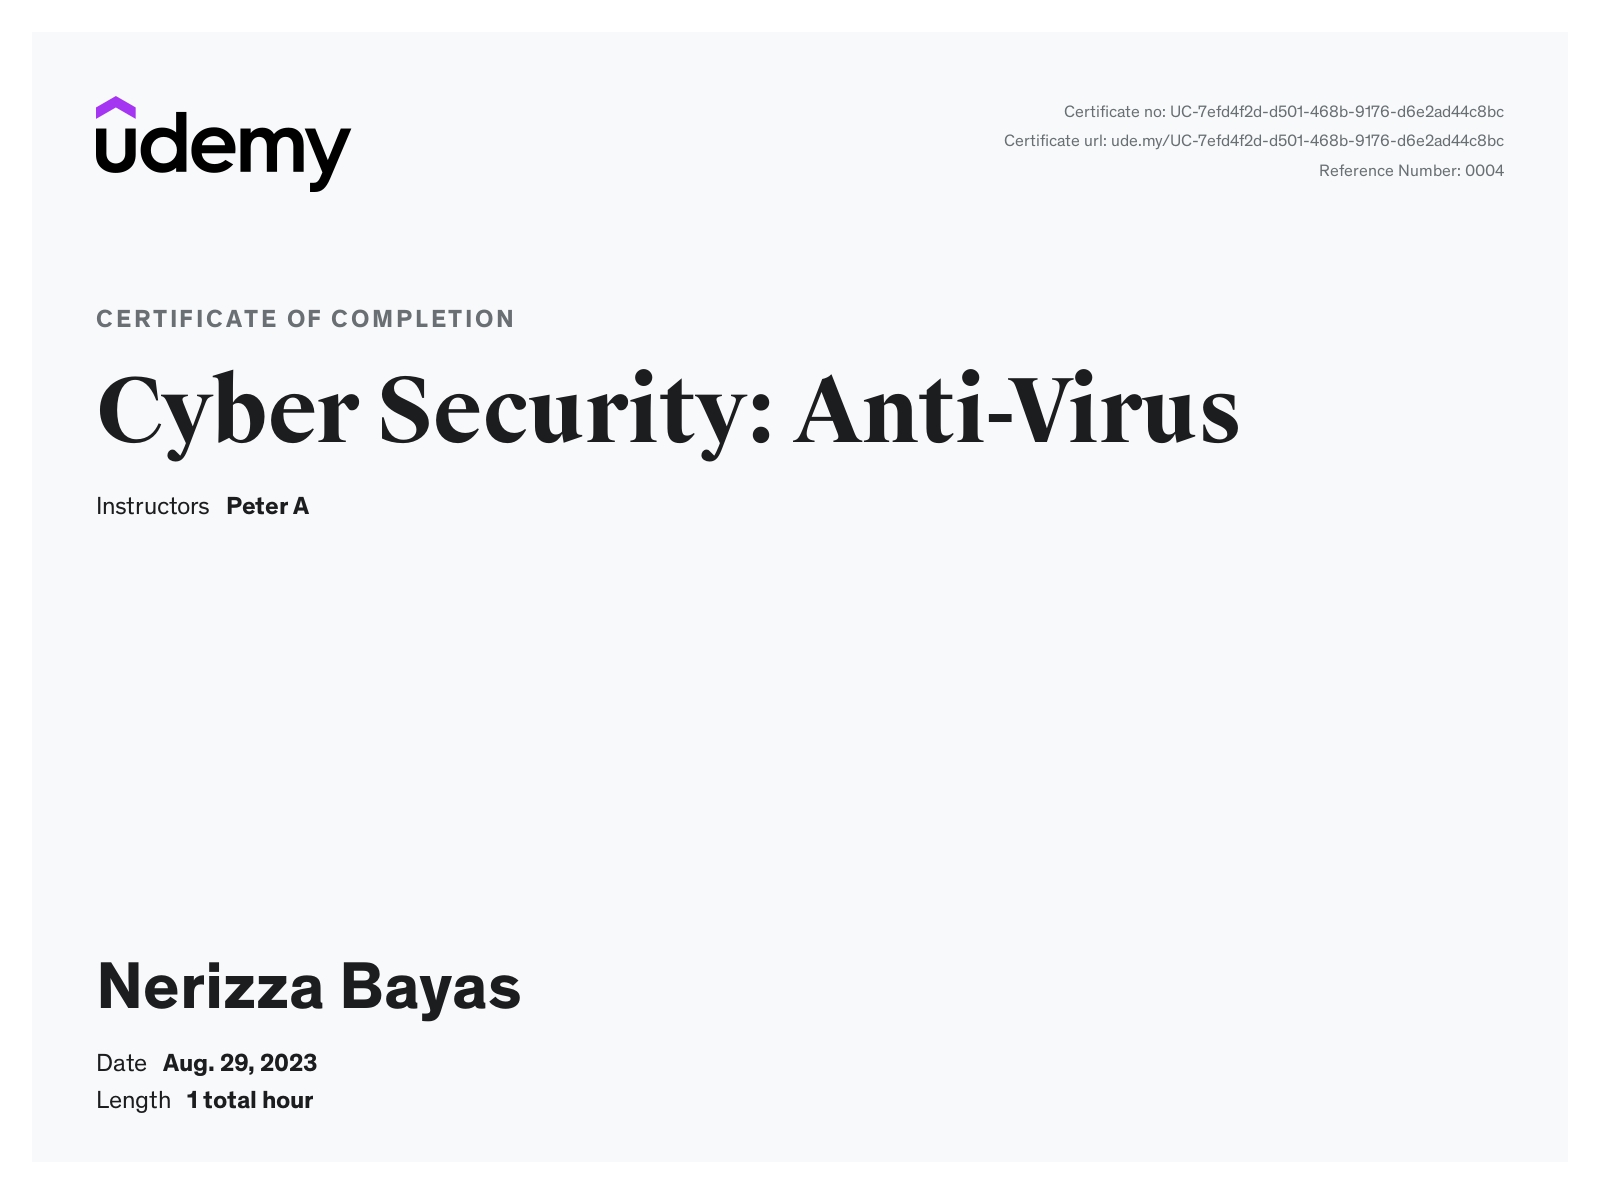 udemy
Certificate no: UC-7efd4f2d-d501-468b-9176-d6e2ad44c8bc
Certificate url: ude.my/UC-7efd4f2d-d501-468b-9176-d6e2ad44c8bc
Reference Number: 0004
CERTIFICATE OF COMPLETION
Cyber Security: Anti-Virus
Instructors Peter A
Nerizza Bayas
Date Aug. 29, 2023
Length 1 total hour